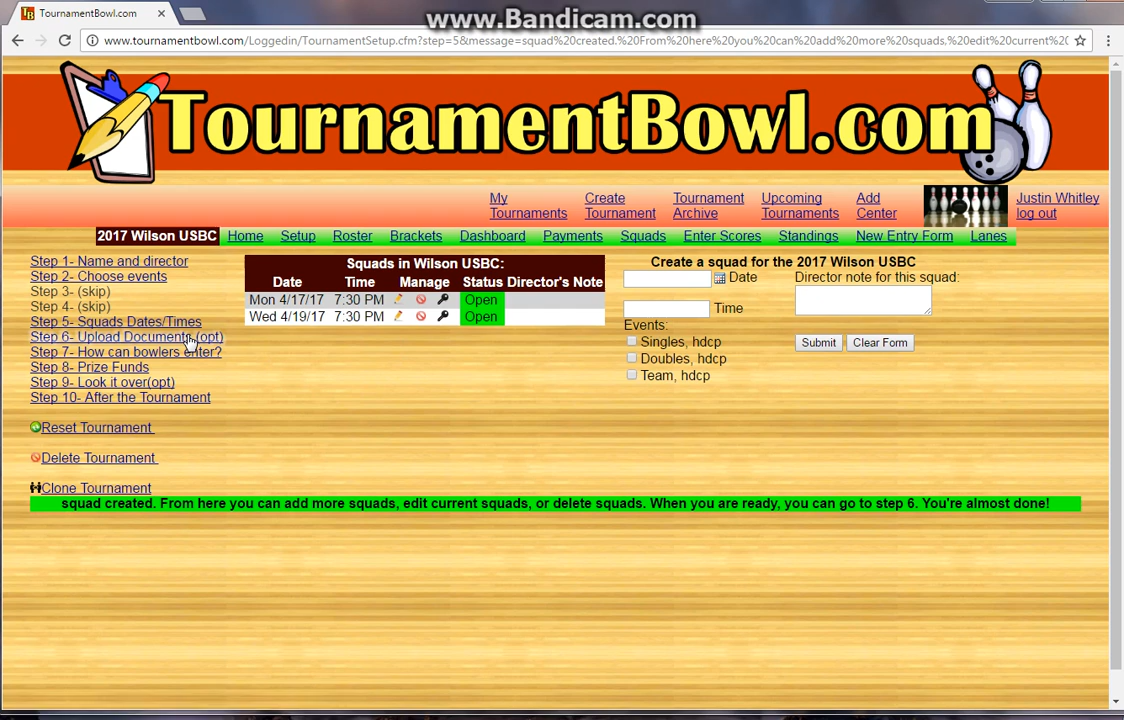 www.Bandicam.com
TournamentBowl.com
www.tournamentbowl.com/Loggedin/TournamentSetup.cfm?step=5&message=squad%20created.%20From%20here%20you%20can%20add%20more%20squads,%20edit%20current%20
TournamentBowl.com
My Tournaments
Create Tournament
Tournament Archive
Upcoming Tournaments
Add Center
Justin Whitley
log out
2017 Wilson USBC Home Setup Roster Brackets Dashboard Payments Squads Enter Scores Standings New Entry Form Lanes
Step 1- Name and director
Step 2- Choose events
Step 3- (skip)
Step 4- (skip)
Step 5- Squads Dates/Times
Step 6- Upload Documents (opt)
Step 7- How can bowlers enter?
Step 8- Prize Funds
Step 9- Look it over(opt)
Step 10- After the Tournament
Reset Tournament
Delete Tournament
Clone Tournament
Squads in Wilson USBC:
Date Time Manage Status Director's Note
Mon 4/17/17 7:30 PM Open
Wed 4/19/17 7:30 PM Open
Create a squad for the 2017 Wilson USBC
Date
Time
Events:
Singles, hdcp
Doubles, hdcp
Team, hdcp
Director note for this squad:
Submit Clear Form
squad created. From here you can add more squads, edit current squads, or delete squads. When you are ready, you can go to step 6. You're almost done!